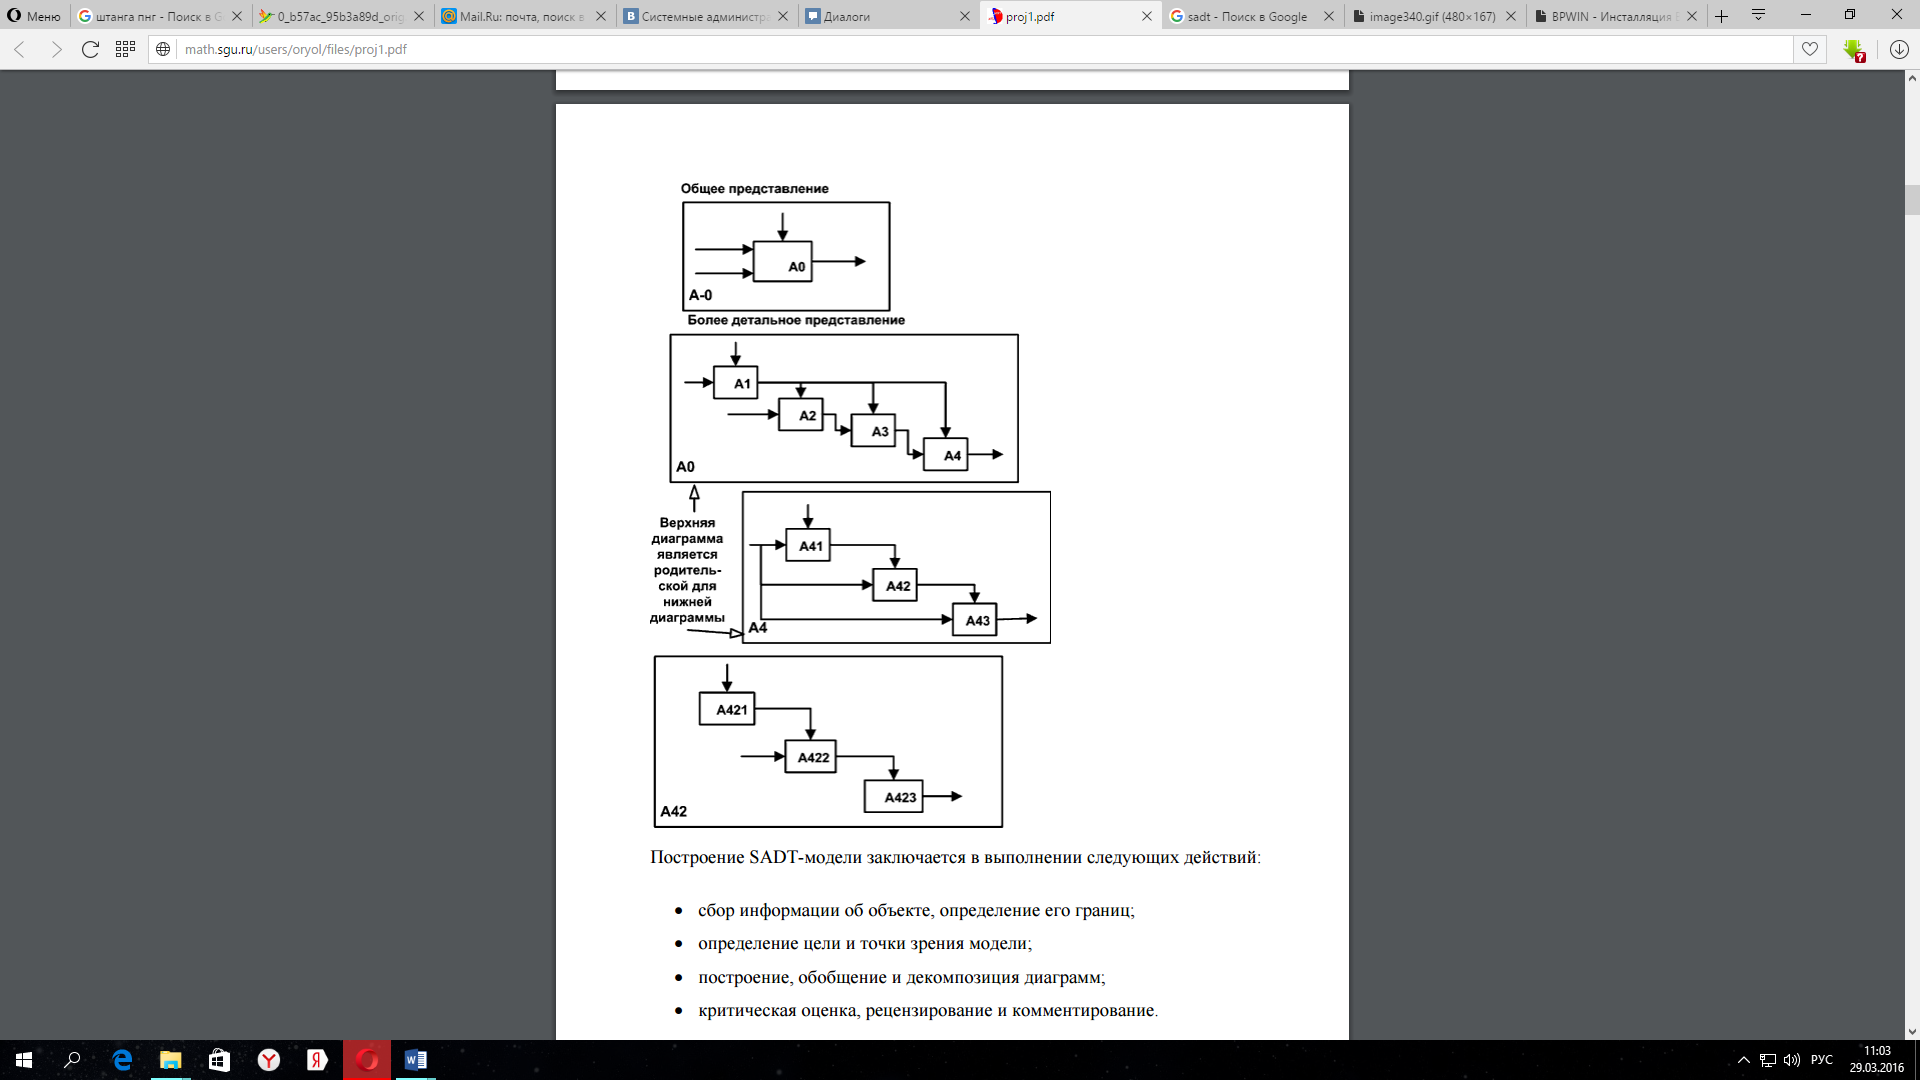 Меню
штанга пнг - Поиск в G
0_b57ac_95b3a89d_orig
Mail.Ru: почта, поиск в
Системные администра
Диалоги
proj1.pdf
sadt - Поиск в Google
image340.gif (480×167)
BPWIN - Инсталляция
math.sgu.ru/users/oryol/files/proj1.pdf
Общее представление
A0
A-0
Более детальное представление
A1
A2
A3
A4
A0
Верхняя
диаграмма
является
родитель-
ской для
нижней
диаграммы
A41
A42
A43
A4
A421
A422
A423
A42
Построение SADT-модели заключается в выполнении следующих действий:
• сбор информации об объекте, определение его границ;
• определение цели и точки зрения модели;
• построение, обобщение и декомпозиция диаграмм;
• критическая оценка, рецензирование и комментирование.
РУС
11:03
29.03.2016